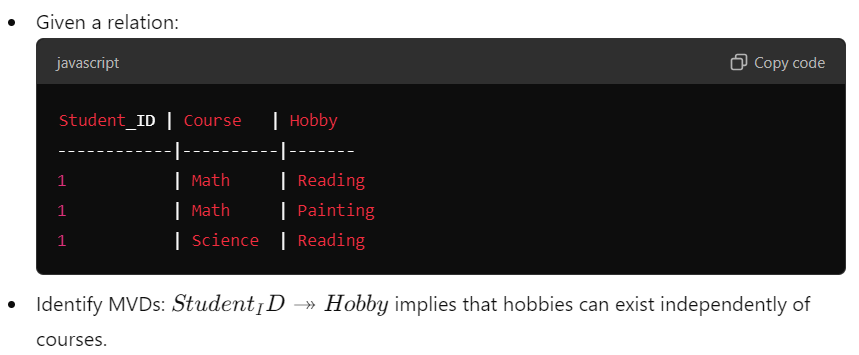 • Given a relation:
javascript Copy code
Student_ID | Course   | Hobby
------------|----------|-------
1           | Math     | Reading
1           | Math     | Painting
1           | Science  | Reading
• Identify MVDs: $Student_ID \twoheadrightarrow Hobby$ implies that hobbies can exist independently of
courses.